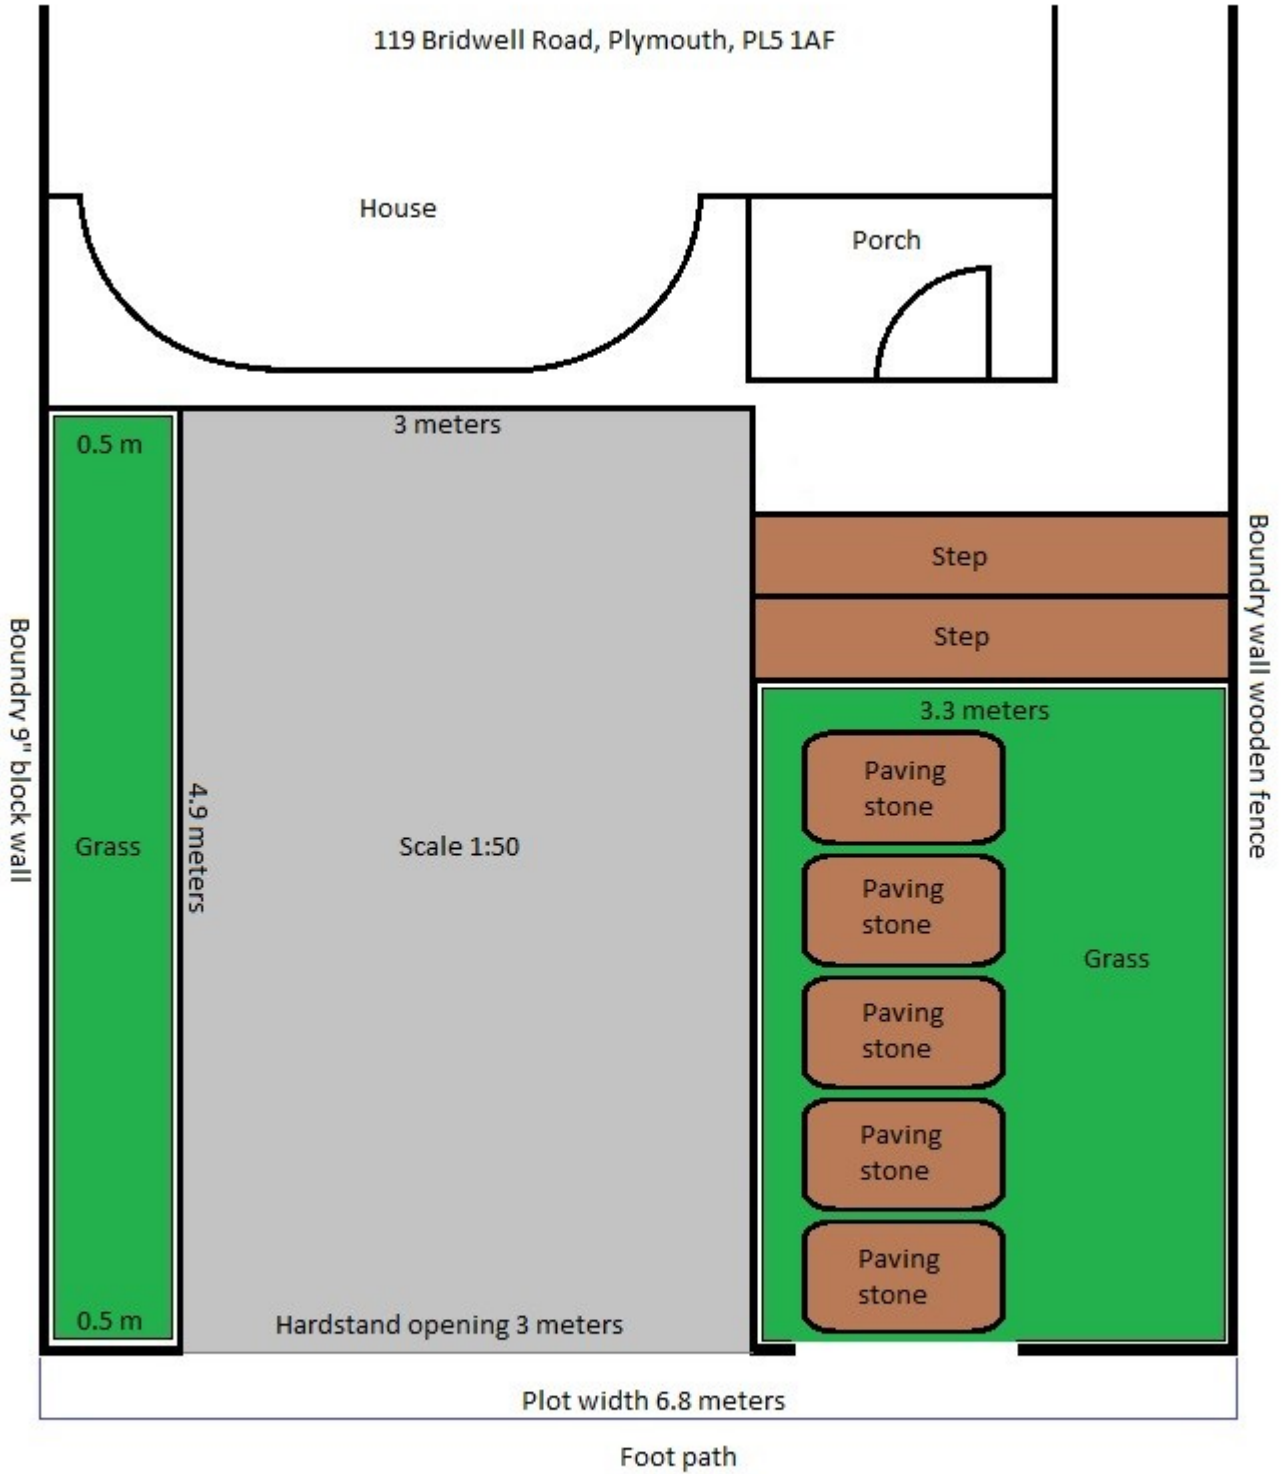 119 Bridwell Road, Plymouth, PL5 1AF
House
Porch
3 meters
0.5 m
Step
Step
Boundry 9" block wall
Boundry wall wooden fence
3.3 meters
Paving
stone
Grass
4.9 meters
Scale 1:50
Paving
stone
Grass
Paving
stone
Paving
stone
Paving
stone
0.5 m
Hardstand opening 3 meters
Plot width 6.8 meters
Foot path